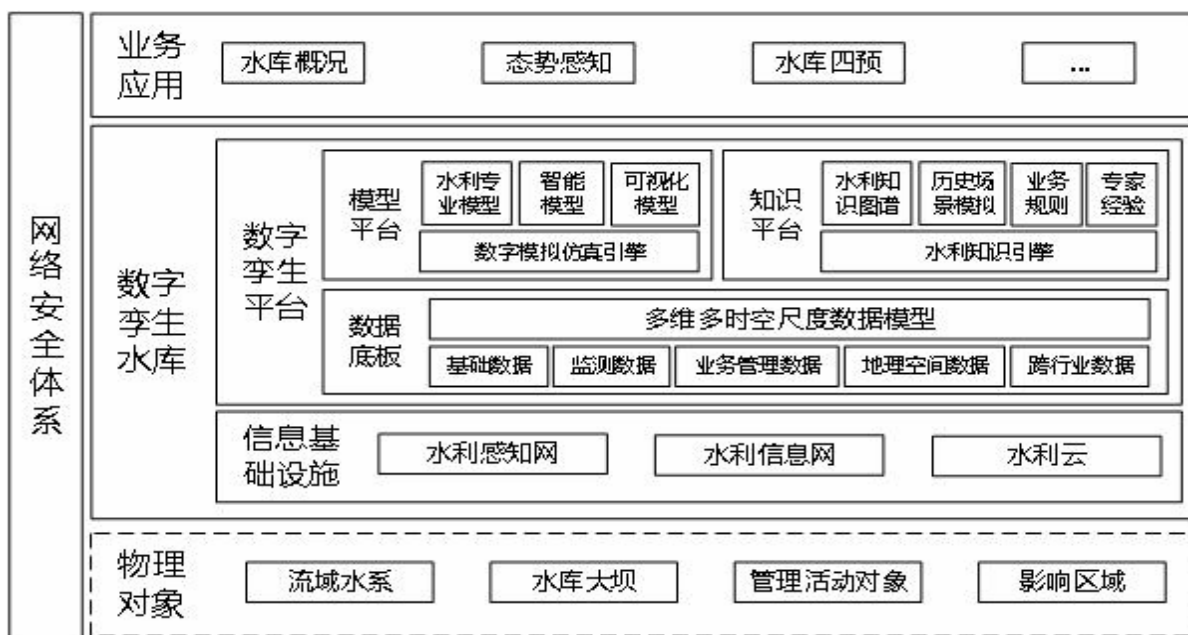 网
络
安
全
体
系
业务
应用
水库概况
态势感知
水库四预
...
数字
孪生
水库
数字
孪生
平台
模型
平台
水利专
业模型
智能
模型
可视化
模型
数字模拟仿真引擎
知识
平台
水利知
识图谱
历史场
景模拟
业务
规则
专家
经验
水利知识引擎
数据
底板
多维多时空尺度数据模型
基础数据
监测数据
业务管理数据
地理空间数据
跨行业数据
信息基
础设施
水利感知网
水利信息网
水利云
物理
对象
流域水系
水库大坝
管理活动对象
影响区域